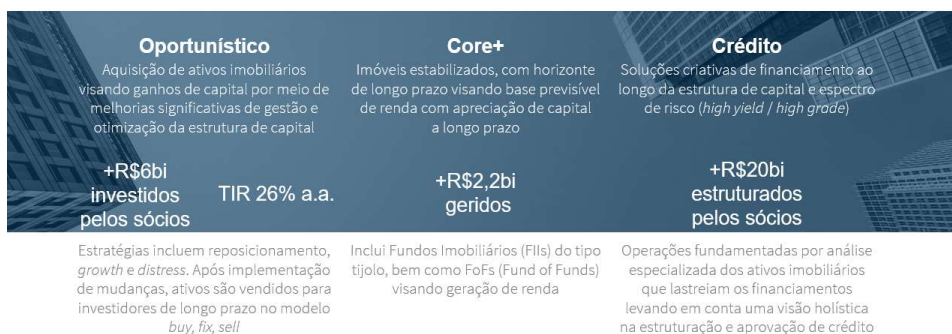 Oportunístico
Aquisição de ativos imobiliários
visando ganhos de capital por meio de
melhorias significativas de gestão e
otimização da estrutura de capital
+R$6bi
investidos
pelos sócios
TIR 26% a.a.
Estratégias incluem reposicionamento,
growth e distress. Após implementação
de mudanças, ativos são vendidos para
investidores de longo prazo no modelo
buy, fix, sell
Core+
Imóveis estabilizados, com horizonte
de longo prazo visando base previsível
de renda com apreciação de capital
a longo prazo
+R$2,2bi
geridos
Inclui Fundos Imobiliários (FIIs) do tipo
tijolo, bem como FoFs (Fund of Funds)
visando geração de renda
Crédito
Soluções criativas de financiamento ao
longo da estrutura de capital e espectro
de risco (high yield / high grade)
+R$20bi
estruturados
pelos sócios
Operações fundamentadas por análise
especializada dos ativos imobiliários
que lastreiam os financiamentos
levando em conta uma visão holística
na estruturação e aprovação de crédito